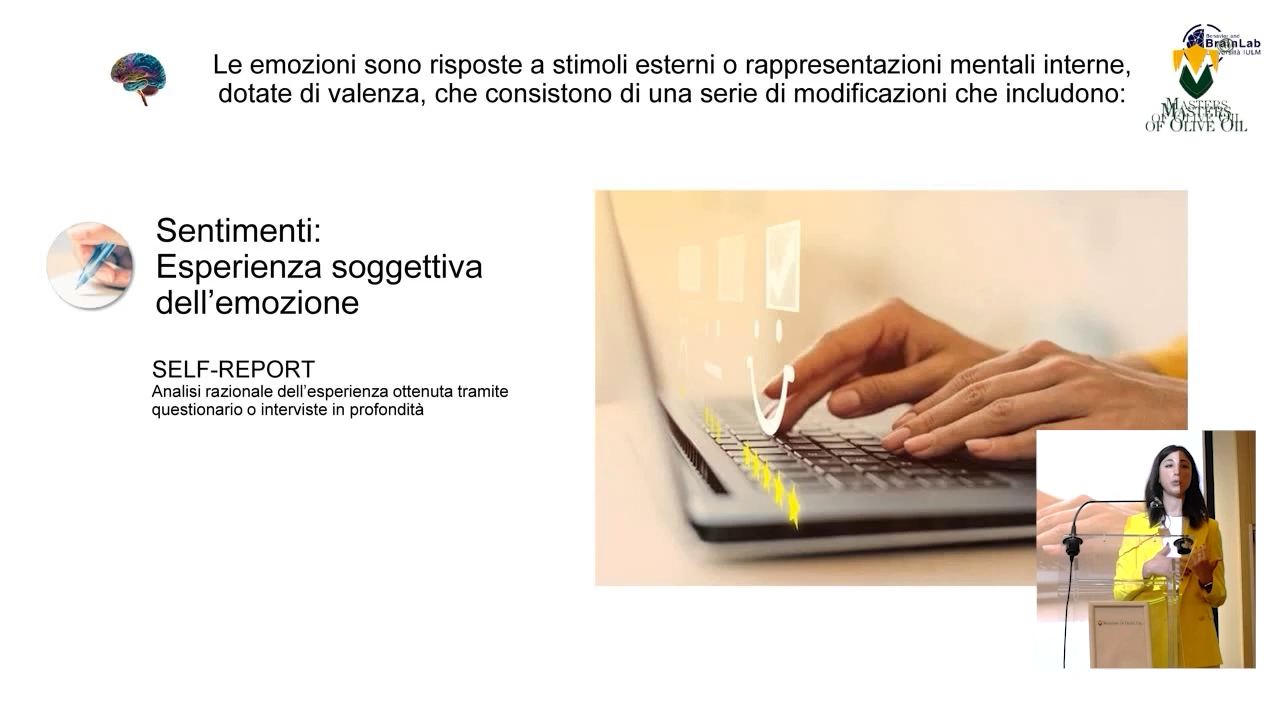 Le emozioni sono risposte a stimoli esterni o rappresentazioni mentali interne,
dotate di valenza, che consistono di una serie di modificazioni che includono:
BrainLab
MASTERS
OF OLIVE OIL
Sentimenti:
Esperienza soggettiva
dell’emozione
SELF-REPORT
Analisi razionale dell’esperienza ottenuta tramite
questionario o interviste in profondità